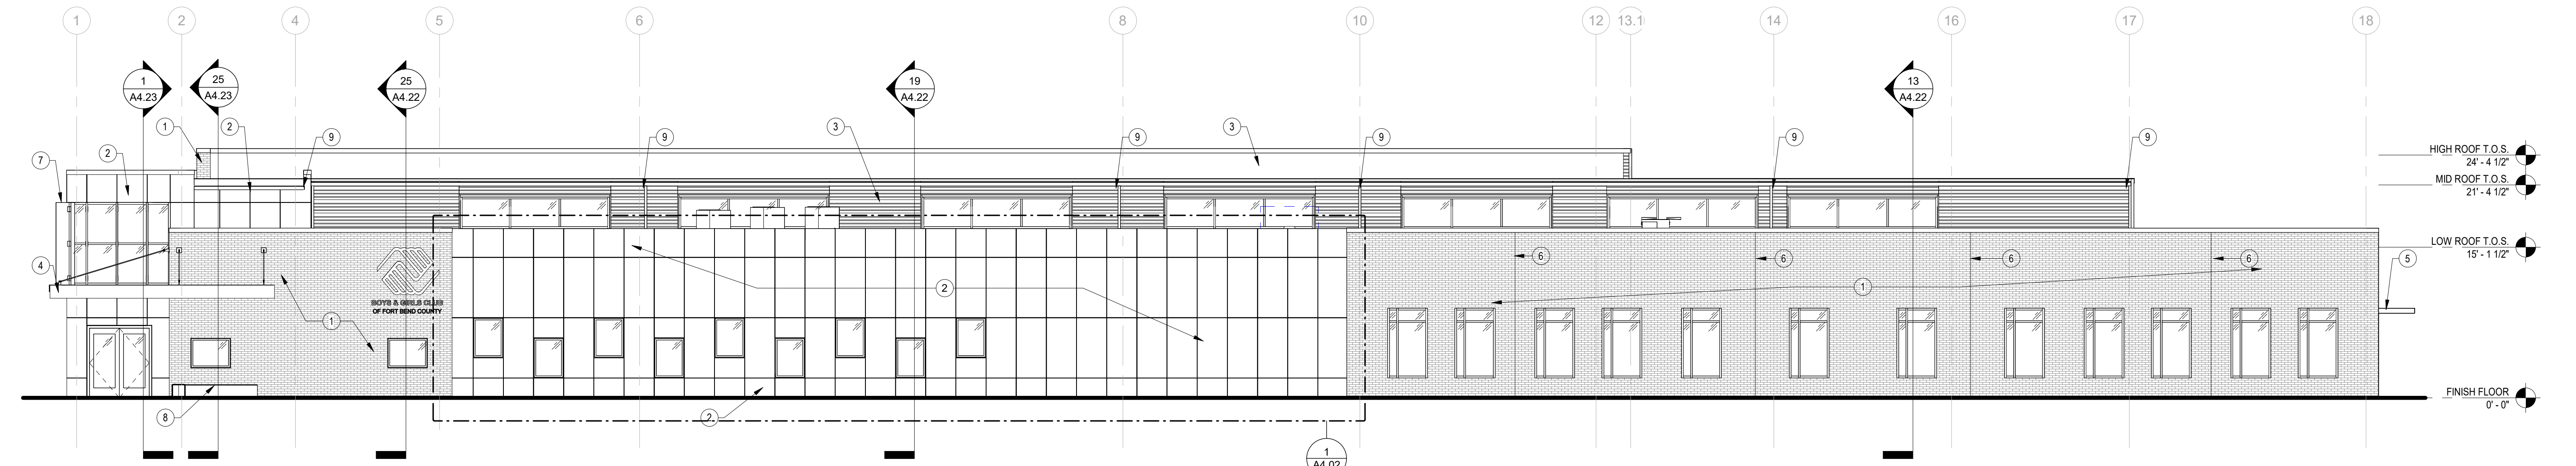 1 2 4 5 6 8 10 12 13.1 14 16 17 18
1
A4.23
25
A4.23
25
A4.22
19
A4.22
13
A4.22
1 2 9 9 3 9 3 9 9 9
7 2
HIGH ROOF T.O.S.
24' - 4 1/2"
MID ROOF T.O.S.
21' - 4 1/2"
LOW ROOF T.O.S.
15' - 1 1/2"
4 6 6 6 6 5
2 1
BOYS & GIRLS CLUB
OF FORT BEND COUNTY
1
FINISH FLOOR
0' - 0"
8 2
1
A4.02